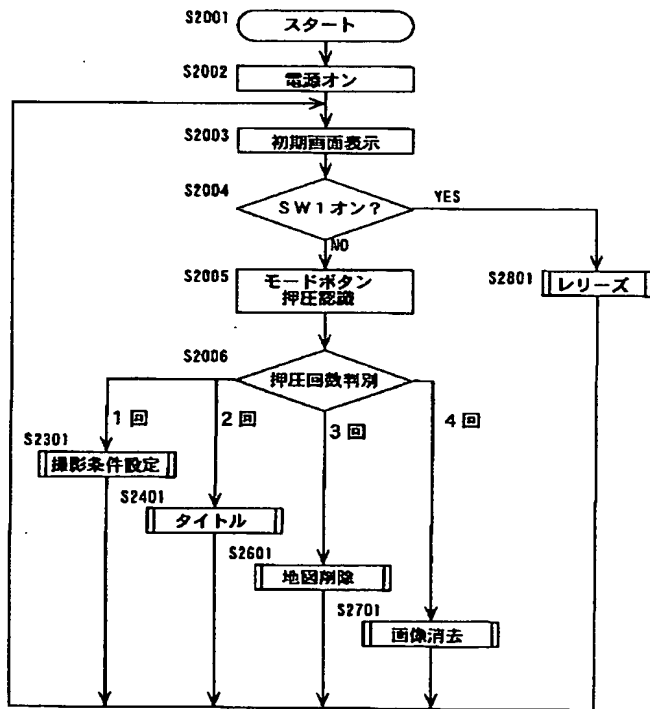 S2001
スタート
S2002
電源オン
S2003
初期画面表示
S2004
SW1オン?
YES
NO
S2005
モードボタン
押圧認識
S2801
レリーズ
S2006
押圧回数判別
1回
2回
3回
4回
S2301
撮影条件設定
S2401
タイトル
S2601
地図削除
S2701
画像消去